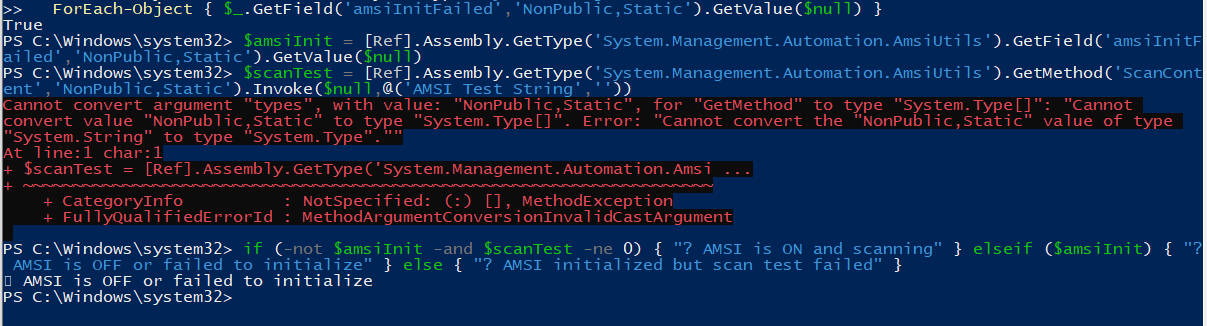 >>   ForEach-Object { $_.GetField('amsiInitFailed','NonPublic,Static').GetValue($null) }
True
PS C:\Windows\system32> $amsiInit = [Ref].Assembly.GetType('System.Management.Automation.AmsiUtils').GetField('amsiInitF
ailed','NonPublic,Static').GetValue($null)
PS C:\Windows\system32> $scanTest = [Ref].Assembly.GetType('System.Management.Automation.AmsiUtils').GetMethod('ScanCont
ent','NonPublic,Static').Invoke($null,@('AMSI Test String',''))
Cannot convert argument "types", with value: "NonPublic,Static", for "GetMethod" to type "System.Type[]": "Cannot
convert value "NonPublic,Static" to type "System.Type[]". Error: "Cannot convert the "NonPublic,Static" value of type
"System.String" to type "System.Type".""
At line:1 char:1
+ $scanTest = [Ref].Assembly.GetType('System.Management.Automation.Amsi ...
+ ~~~~~~~~~~~~~~~~~~~~~~~~~~~~~~~~~~~~~~~~~~~~~~~~~~~~~~~~~~~~~~~~~~~~~
    + CategoryInfo          : NotSpecified: (:) [], MethodException
    + FullyQualifiedErrorId : MethodArgumentConversionInvalidCastArgument
PS C:\Windows\system32> if (-not $amsiInit -and $scanTest -ne 0) { "? AMSI is ON and scanning" } elseif ($amsiInit) { "?
 AMSI is OFF or failed to initialize" } else { "? AMSI initialized but scan test failed" }
▯ AMSI is OFF or failed to initialize
PS C:\Windows\system32>